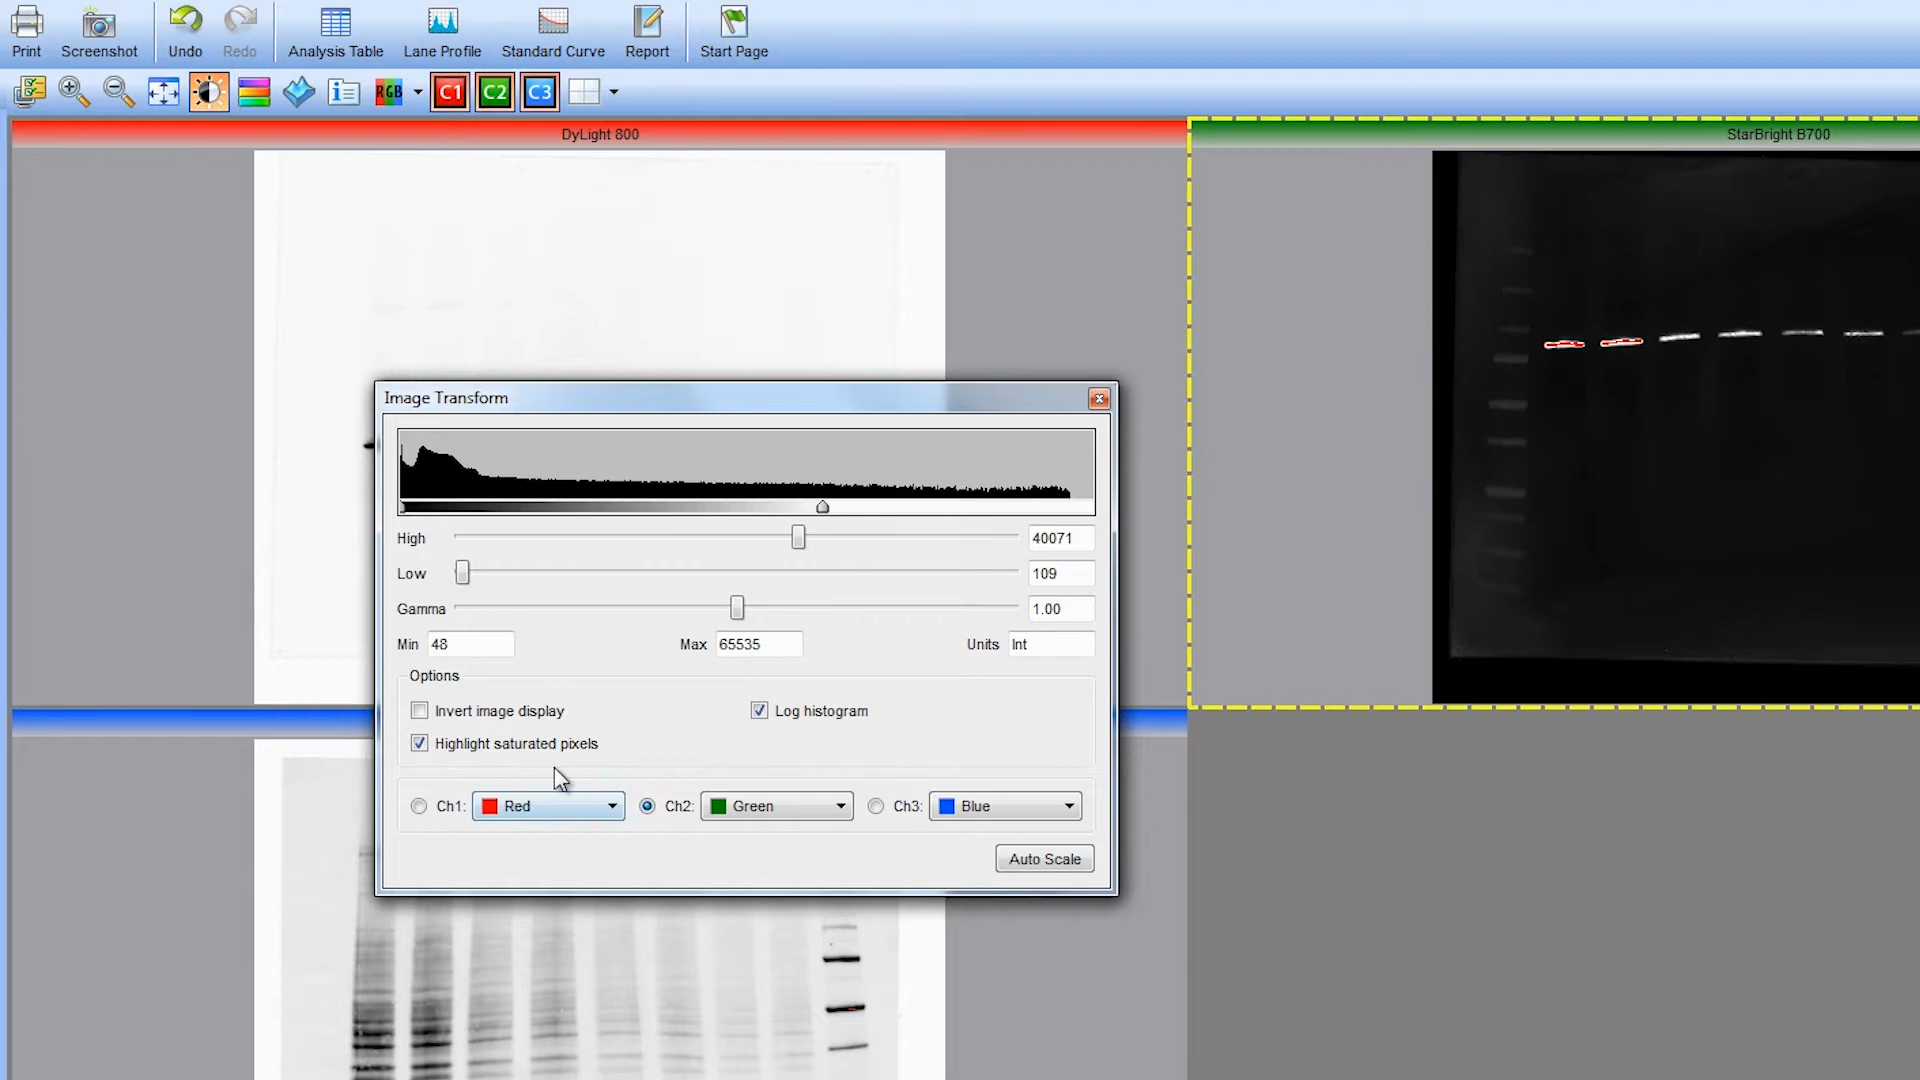 Print Screenshot Undo Redo Analysis Table Lane Profile Standard Curve Report Start Page
RGB C1 C2 C3
DyLight 800
StarBright B700
Image Transform
High 40071
Low 109
Gamma 1.00
Min 48 Max 65535 Units Int
Options
Invert image display Log histogram
Highlight saturated pixels
Ch1: Red Ch2: Green Ch3: Blue
Auto Scale